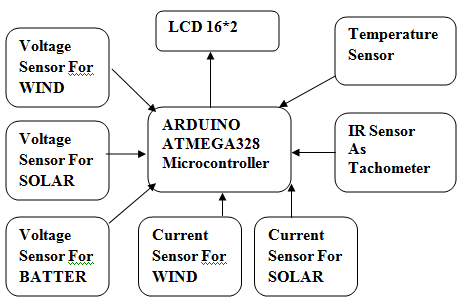 LCD 16*2
Voltage
Sensor For
WIND
Temperature
Sensor
ARDUINO
ATMEGA328
Microcontroller
Voltage
Sensor For
SOLAR
IR Sensor
As
Tachometer
Voltage
Sensor For
BATTER
Current
Sensor For
WIND
Current
Sensor For
SOLAR